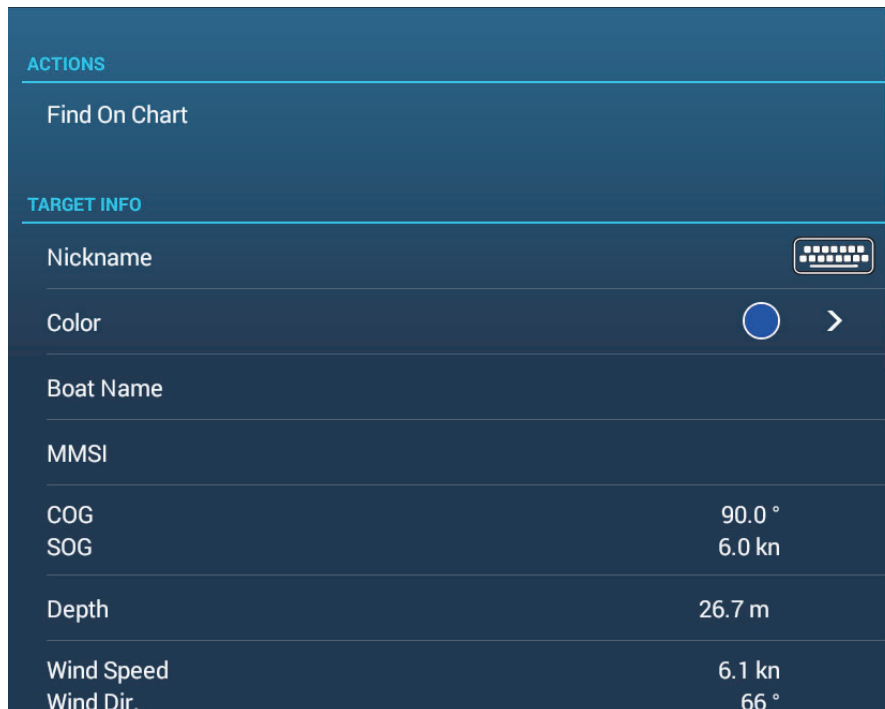 ACTIONS
Find On Chart
TARGET INFO
Nickname
Color
Boat Name
MMSI
COG 90.0 °
SOG 6.0 kn
Depth 26.7 m
Wind Speed 6.1 kn
Wind Dir. 66 °